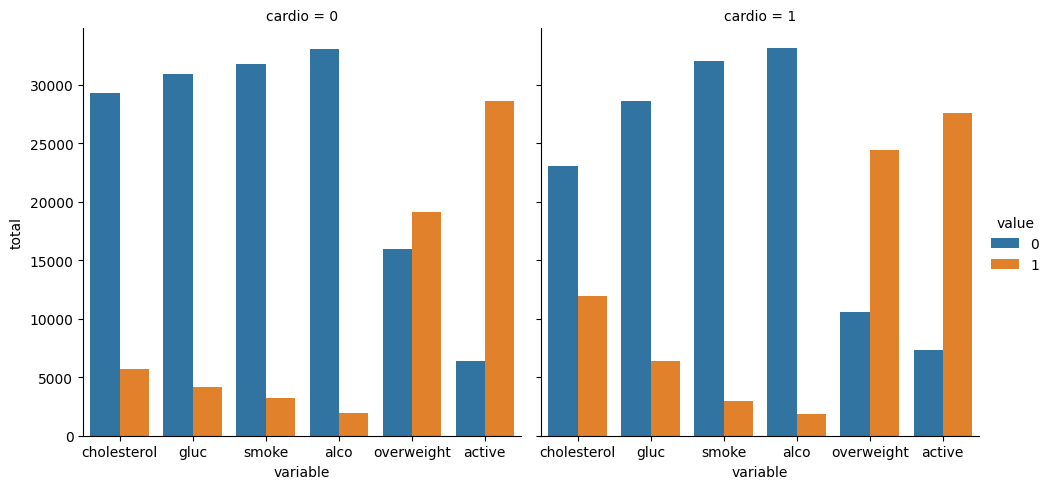 cardio = 0
cardio = 1
30000
25000
20000
15000
10000
5000
0
total
cholesterol gluc smoke alco overweight active
variable
cholesterol gluc smoke alco overweight active
variable
value
0
1